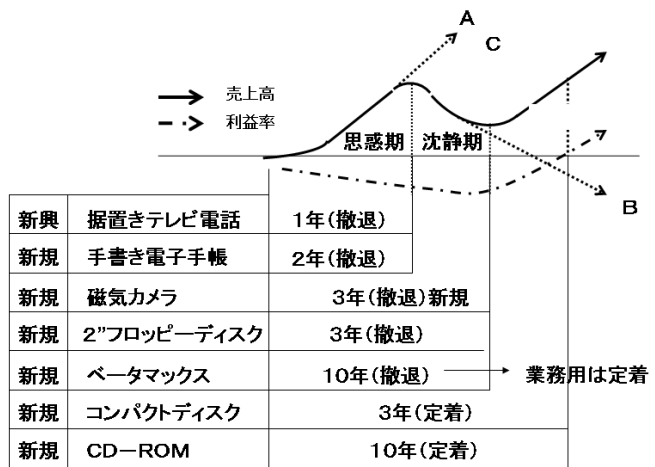 A
C
売上高
利益率
思惑期 沈静期
B
新興 据置きテレビ電話 1年(撤退)
新規 手書き電子手帳 2年(撤退)
新規 磁気カメラ 3年(撤退)新規
新規 2”フロッピーディスク 3年(撤退)
新規 ベータマックス 10年(撤退) 業務用は定着
新規 コンパクトディスク 3年(定着)
新規 CD－ROM 10年(定着)